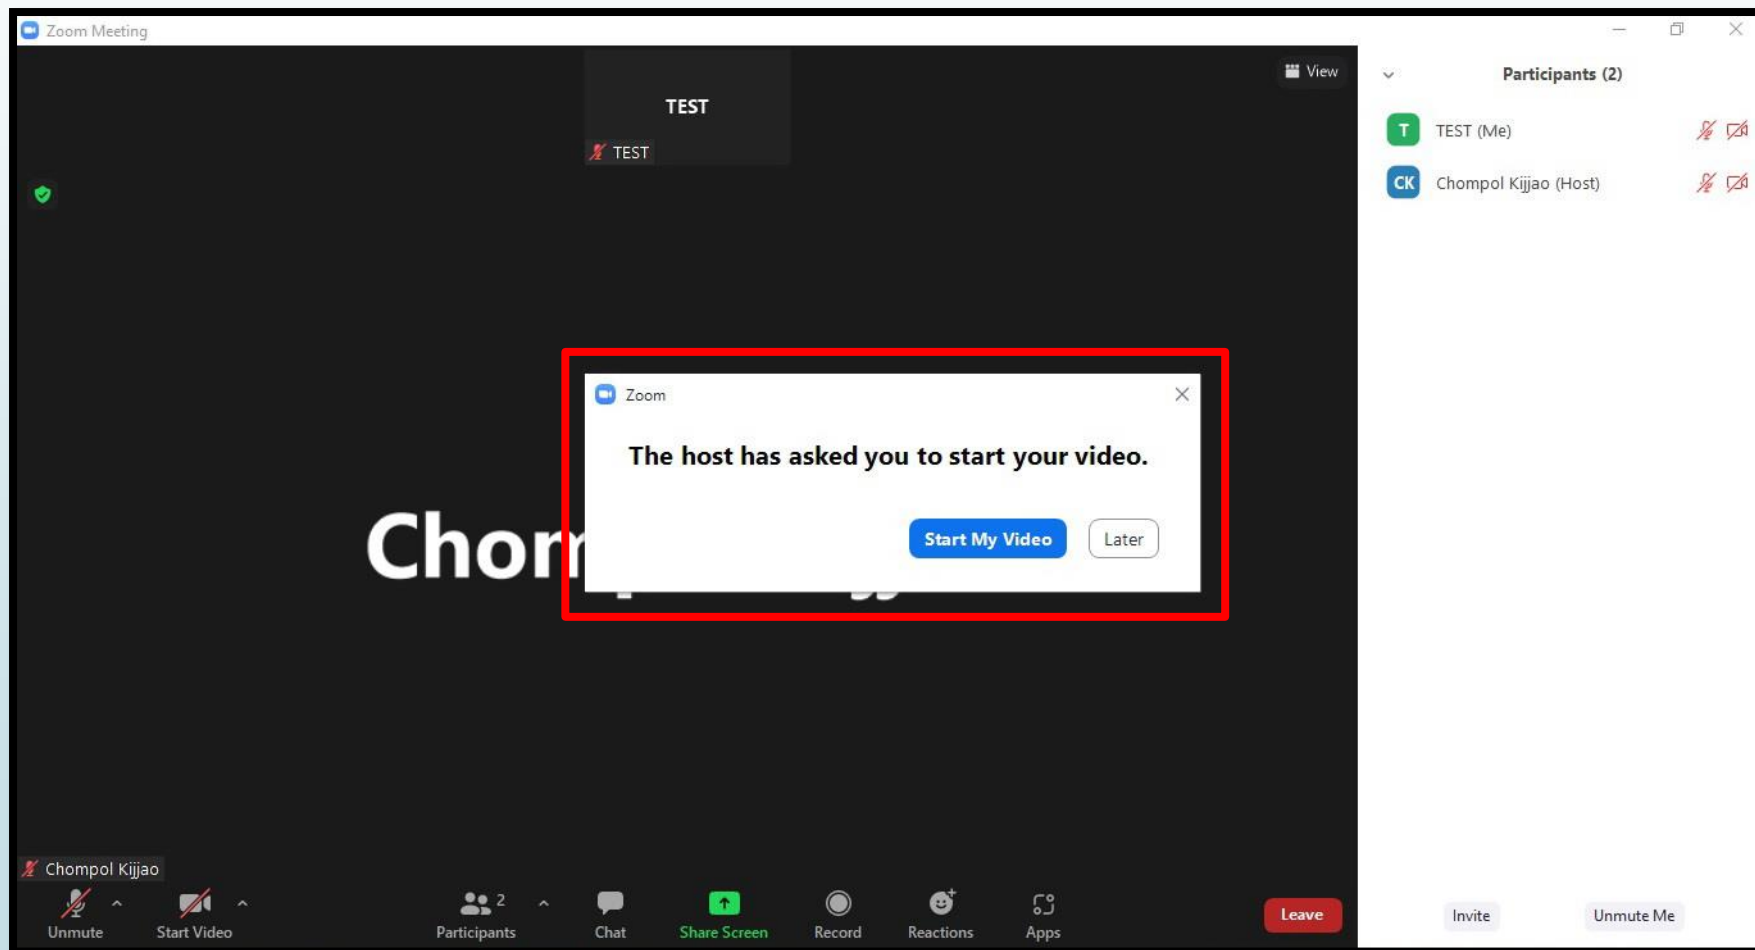 Zoom Meeting
View
TEST
TEST
Participants (2)
T TEST (Me)
CK Chompol Kijjao (Host)
Zoom
The host has asked you to start your video.
Start My Video Later
Chompol Kijjao
Unmute Start Video Participants 2 Chat Share Screen Record Reactions Apps Leave
Invite Unmute Me